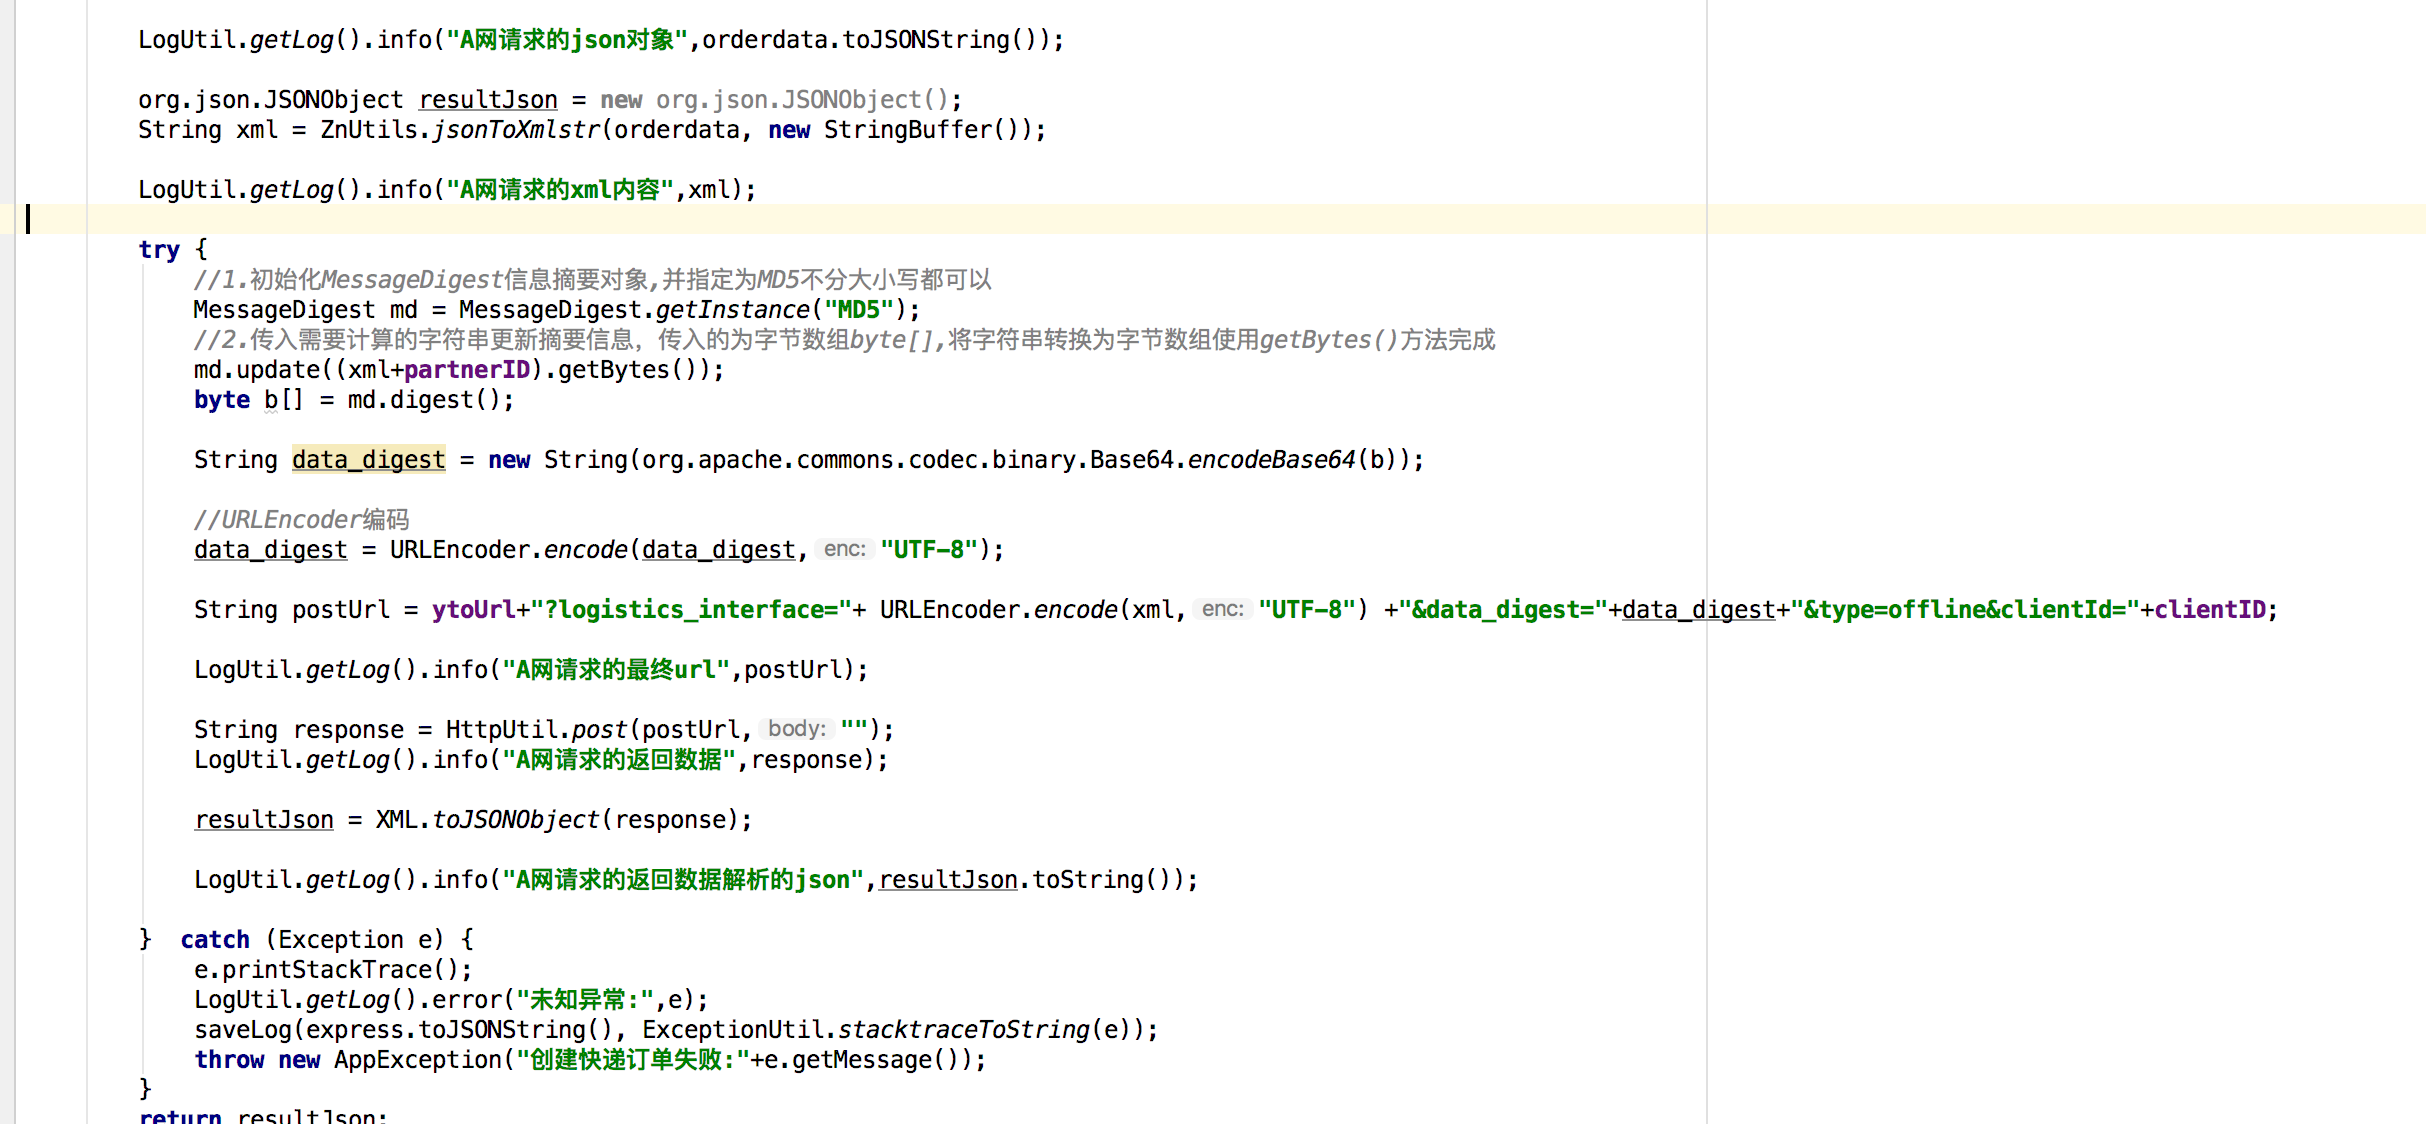 LogUtil.getLog().info("A网请求的json对象",orderdata.toJSONString());
org.json.JSONObject resultJson = new org.json.JSONObject();
String xml = ZnUtils.jsonToXmlstr(orderdata, new StringBuffer());
LogUtil.getLog().info("A网请求的xml内容",xml);
try {
//1.初始化MessageDigest信息摘要对象,并指定为MD5不分大小写都可以
MessageDigest md = MessageDigest.getInstance("MD5");
//2.传入需要计算的字符串更新摘要信息，传入的为字节数组byte[],将字符串转换为字节数组使用getBytes()方法完成
md.update((xml+partnerID).getBytes());
byte b[] = md.digest();
String data_digest = new String(org.apache.commons.codec.binary.Base64.encodeBase64(b));
//URLEncoder编码
data_digest = URLEncoder.encode(data_digest, enc: "UTF-8");
String postUrl = ytoUrl+"?logistics_interface="+ URLEncoder.encode(xml, enc: "UTF-8") +"&data_digest="+data_digest+"&type=offline&clientId="+clientID;
LogUtil.getLog().info("A网请求的最终url",postUrl);
String response = HttpUtil.post(postUrl, body: "");
LogUtil.getLog().info("A网请求的返回数据",response);
resultJson = XML.toJSONObject(response);
LogUtil.getLog().info("A网请求的返回数据解析的json",resultJson.toString());
} catch (Exception e) {
e.printStackTrace();
LogUtil.getLog().error("未知异常:",e);
saveLog(express.toJSONString(), ExceptionUtil.stacktraceToString(e));
throw new AppException("创建快递订单失败:"+e.getMessage());
}
return resultJson;